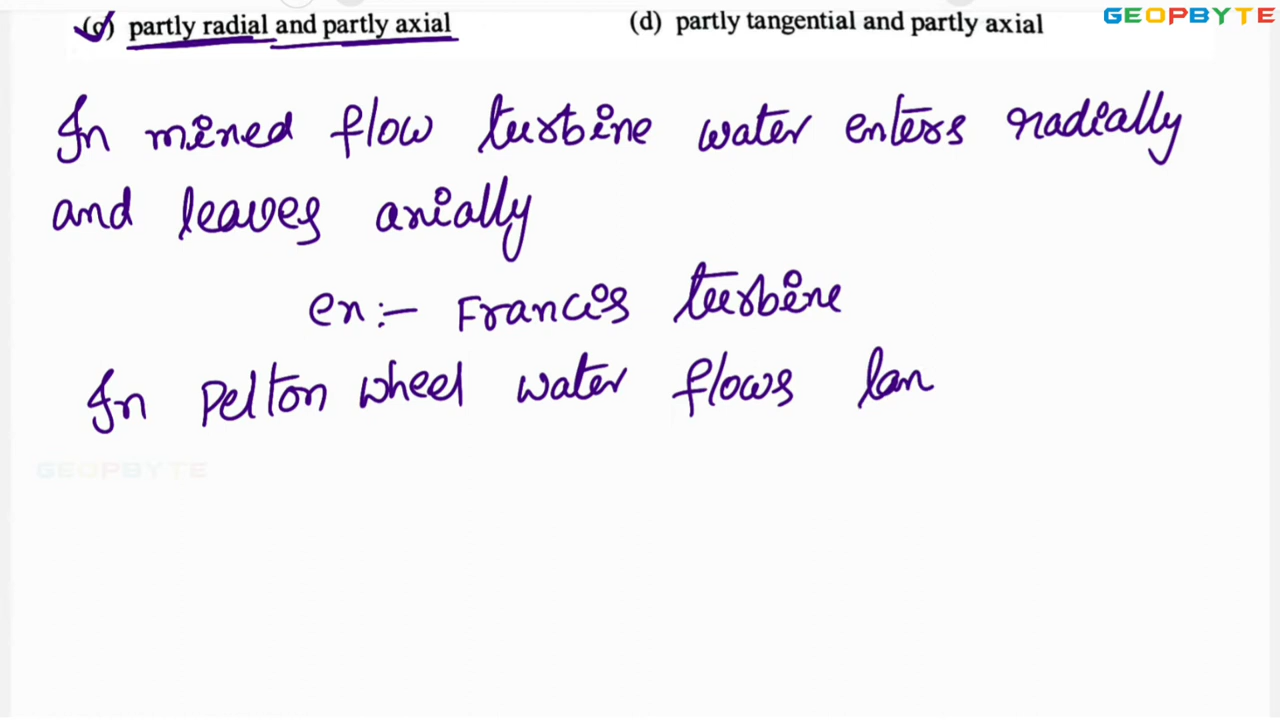 GEOPBYTE
(c) partly radial and partly axial (d) partly tangential and partly axial
In mixed flow turbine water enters radially
and leaves axially
ex:- Francis turbine
In Pelton wheel water flows tan
GEOPBYTE